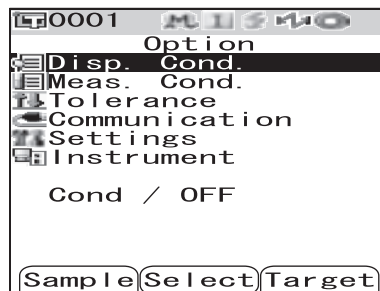 0001
Option
Disp. Cond.
Meas. Cond.
Tolerance
Communication
Settings
Instrument
Cond / OFF
Sample Select Target